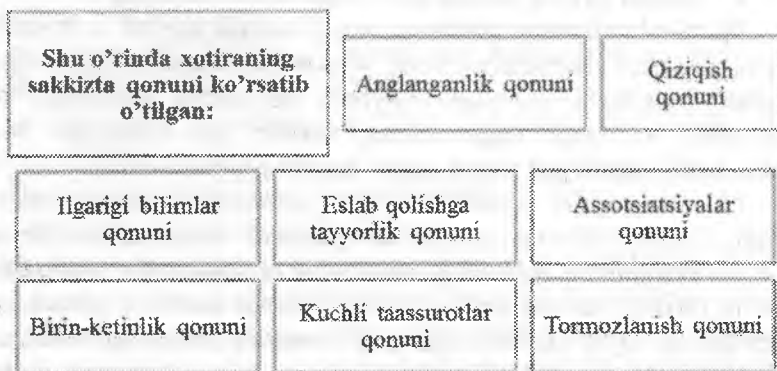 Shu o'rinda xotiraning
sakkizta qonuni ko'rsatib
o'tilgan:
Anglanganlik qonuni
Qiziqish
qonuni
Ilgarigi bilimlar
qonuni
Eslab qolishga
tayyorlik qonuni
Assotsiatsiyalar
qonuni
Birin-ketinlik qonuni
Kuchli taassurotlar
qonuni
Tormozlanish qonuni